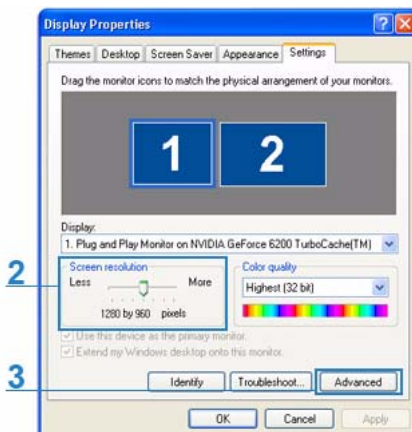 Display Properties
Themes Desktop Screen Saver Appearance Settings
Drag the monitor icons to match the physical arrangement of your monitors.
1 2
Display:
1. Plug and Play Monitor on NVIDIA GeForce 6200 TurboCache(TM)
2
Screen resolution
Less More
1280 by 960 pixels
Color quality
Highest (32 bit)
Use this device as the primary monitor.
Extend my Windows desktop onto this monitor.
3
Identify Troubleshoot... Advanced
OK Cancel Apply